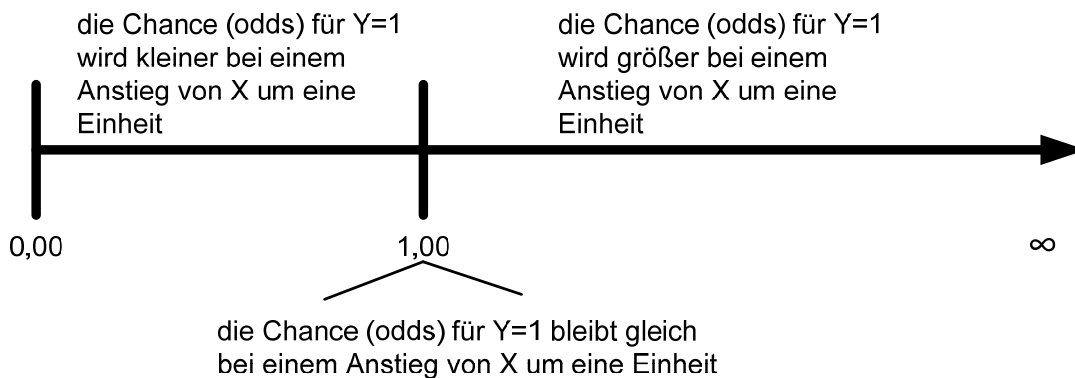 die Chance (odds) für Y=1
wird kleiner bei einem
Anstieg von X um eine
Einheit
die Chance (odds) für Y=1
wird größer bei einem
Anstieg von X um eine
Einheit
0,00
1,00
∞
die Chance (odds) für Y=1 bleibt gleich
bei einem Anstieg von X um eine Einheit